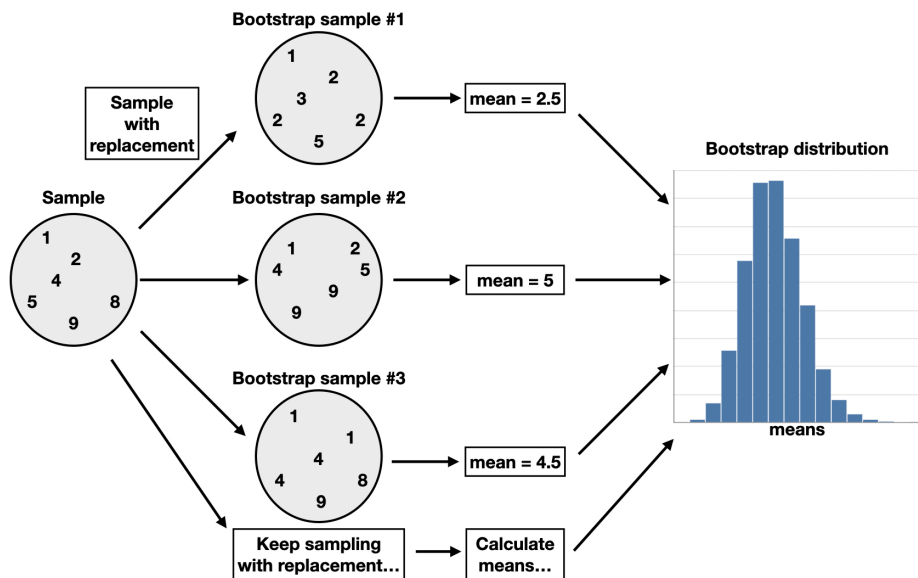 Bootstrap sample #1
1
2
3
2
2
5
mean = 2.5
Sample
with
replacement
Bootstrap distribution
means
Sample
1
2
4
5
8
9
Bootstrap sample #2
1
2
4
5
9
9
mean = 5
Bootstrap sample #3
1
1
4
4
8
9
mean = 4.5
Keep sampling
with replacement...
Calculate
means...